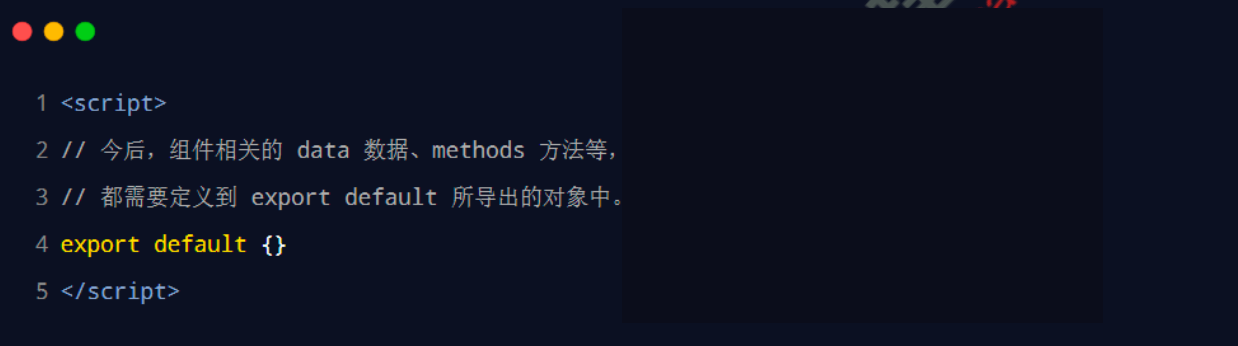 1 <script>
2 // 今后，组件相关的 data 数据、methods 方法等，
3 // 都需要定义到 export default 所导出的对象中。
4 export default {}
5 </script>